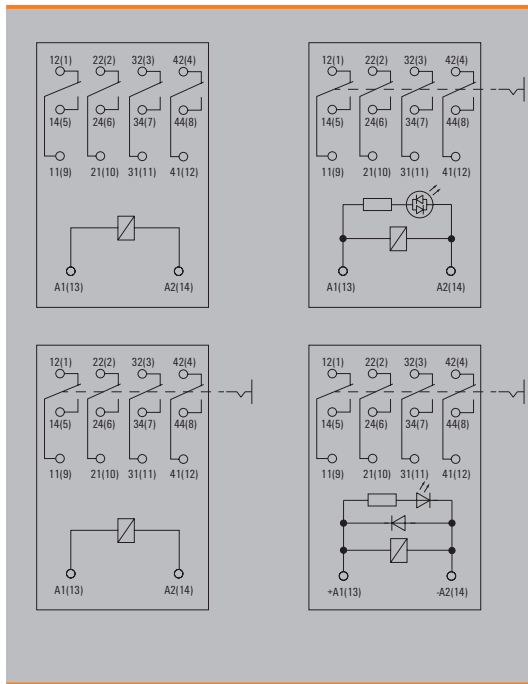 12(1) 22(2) 32(3) 42(4)
14(5) 24(6) 34(7) 44(8)
11(9) 21(10) 31(11) 41(12)
A1(13) A2(14)
12(1) 22(2) 32(3) 42(4)
14(5) 24(6) 34(7) 44(8)
11(9) 21(10) 31(11) 41(12)
A1(13) A2(14)
12(1) 22(2) 32(3) 42(4)
14(5) 24(6) 34(7) 44(8)
11(9) 21(10) 31(11) 41(12)
A1(13) A2(14)
12(1) 22(2) 32(3) 42(4)
14(5) 24(6) 34(7) 44(8)
11(9) 21(10) 31(11) 41(12)
+A1(13) -A2(14)